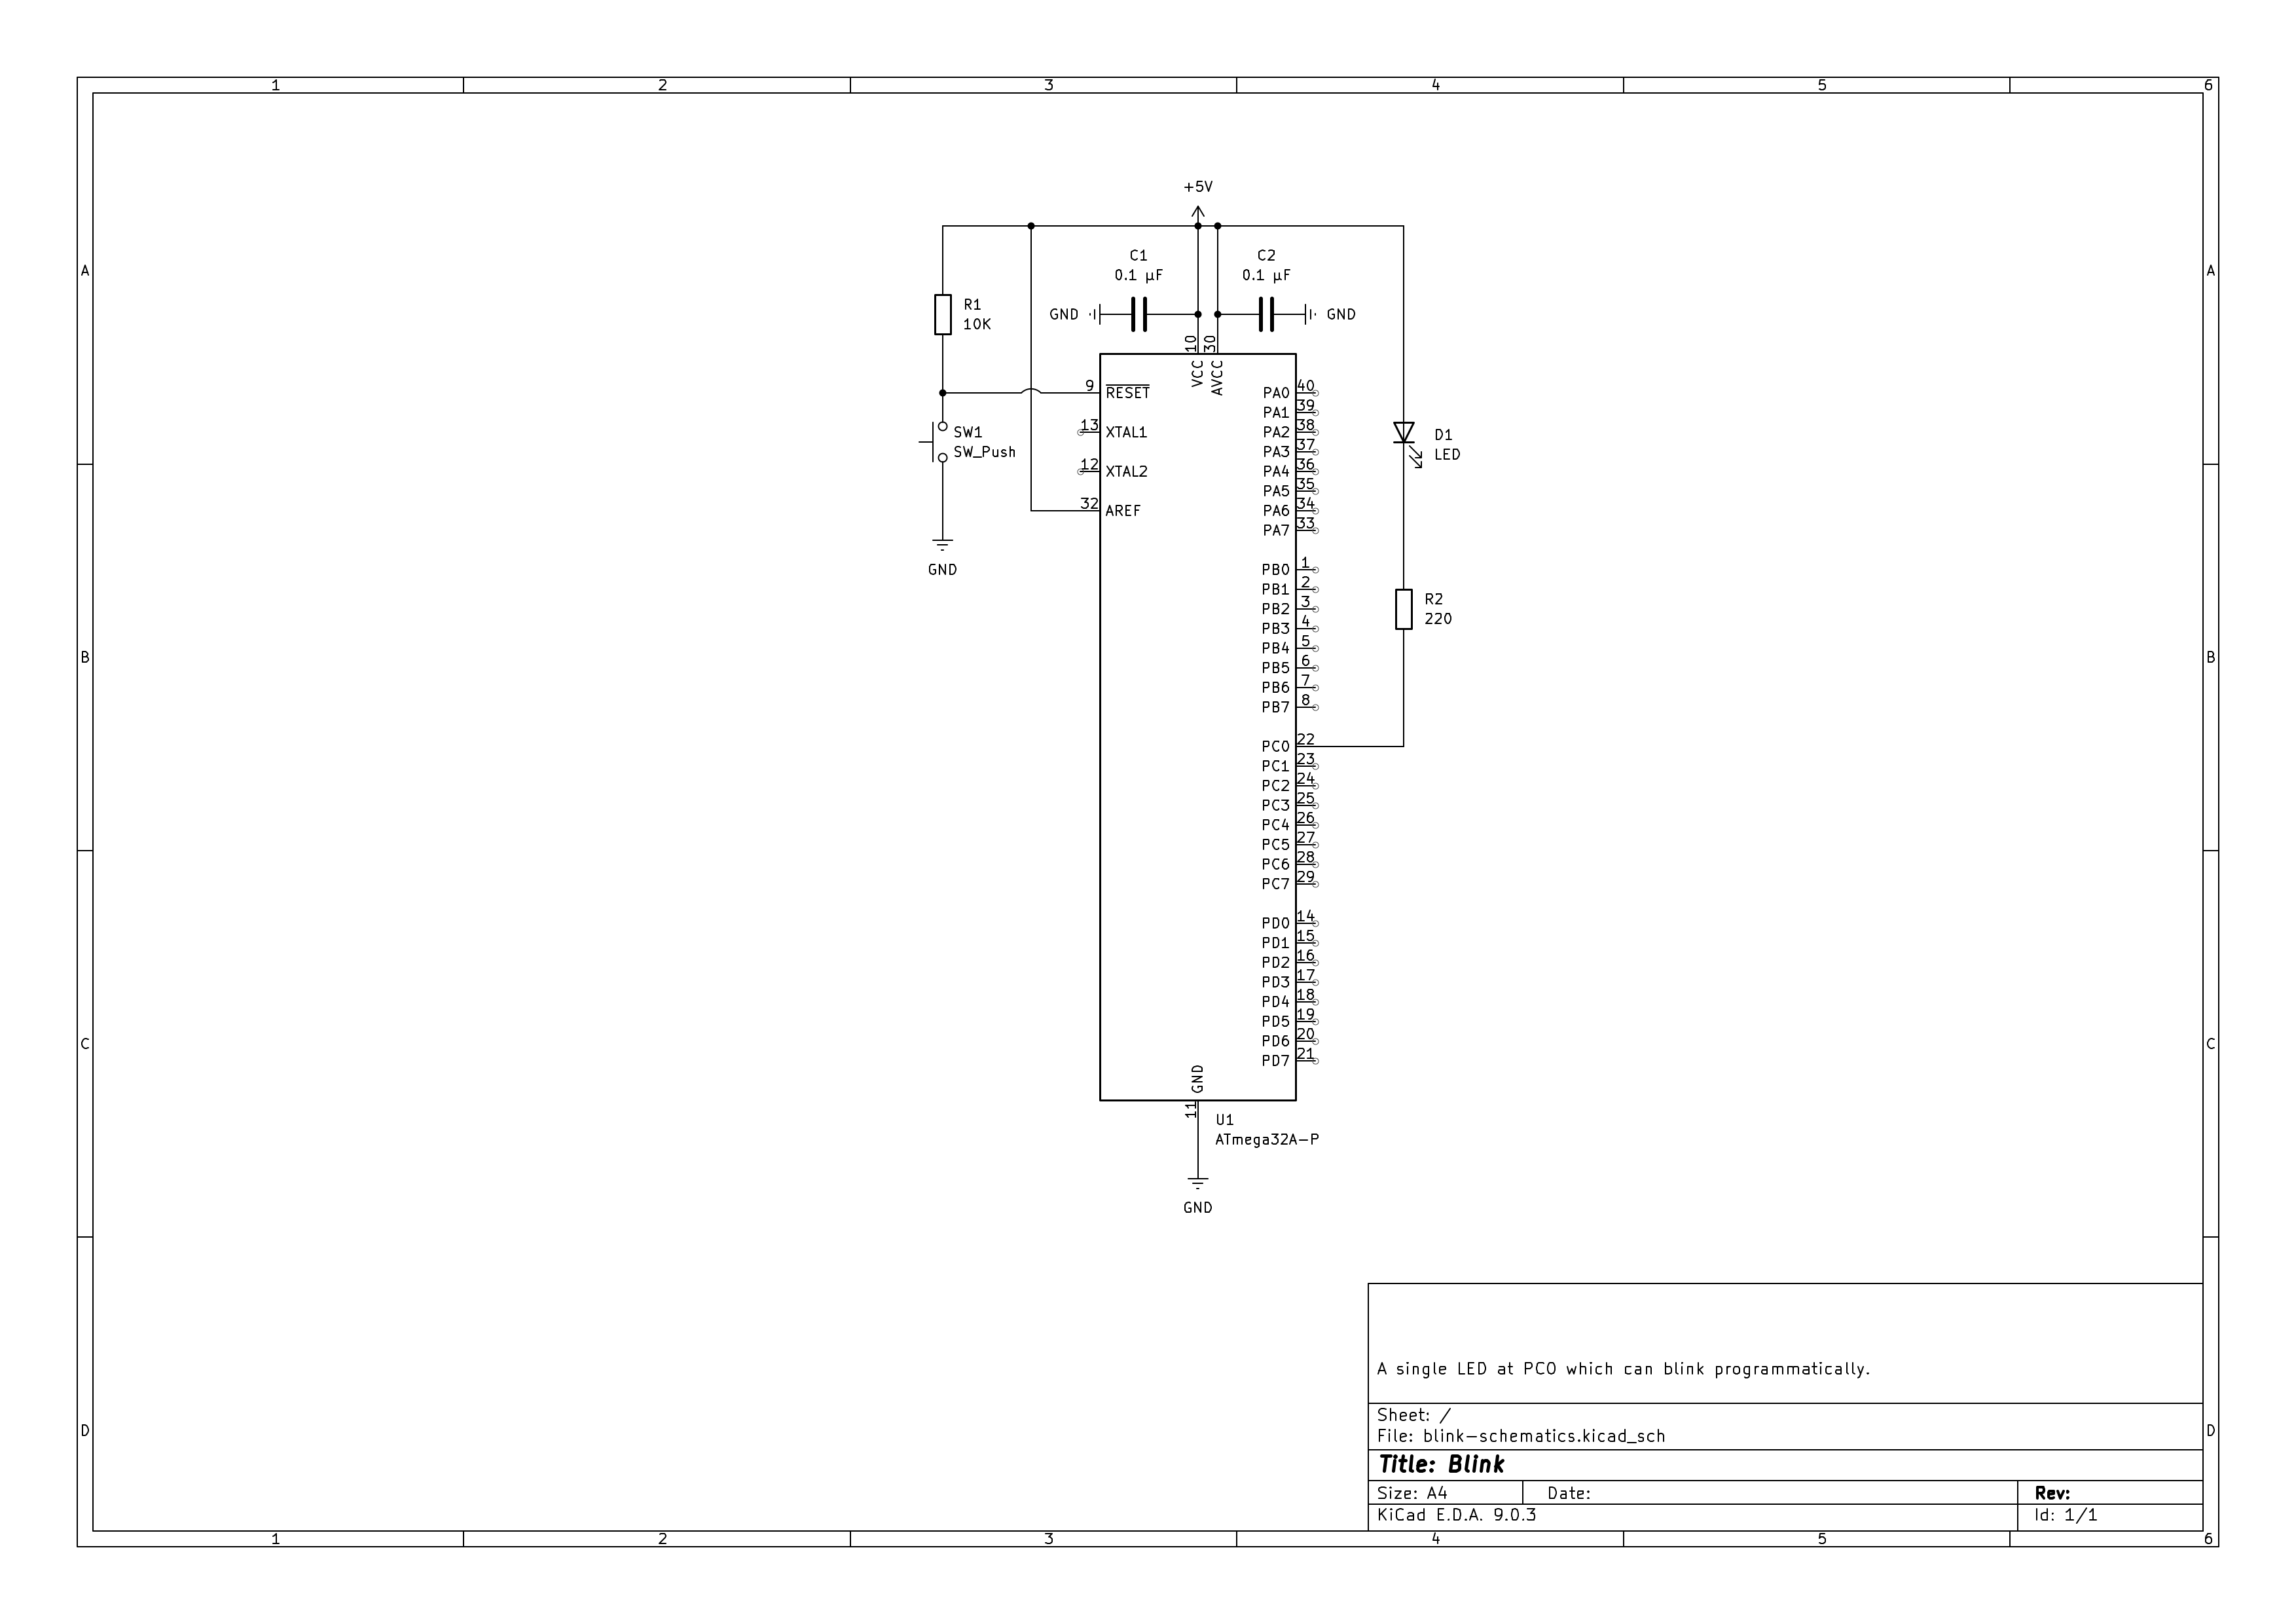 1 2 3 4 5 6
+5V
C1
0.1 µF
C2
0.1 µF
A
A
R1
10K
GND
GND
10
30
VCC
AVCC
9
RESET
13
XTAL1
12
XTAL2
32
AREF
SW1
SW_Push
GND
PA0 40
PA1 39
PA2 38
PA3 37
PA4 36
PA5 35
PA6 34
PA7 33
D1
LED
PB0 1
PB1 2
PB2 3
PB3 4
PB4 5
PB5 6
PB6 7
PB7 8
R2
220
B
B
PC0 22
PC1 23
PC2 24
PC3 25
PC4 26
PC5 27
PC6 28
PC7 29
PD0 14
PD1 15
PD2 16
PD3 17
PD4 18
PD5 19
PD6 20
PD7 21
C
C
GND
11
U1
ATmega32A-P
GND
A single LED at PC0 which can blink programmatically.
Sheet: /
File: blink-schematics.kicad_sch
D
D
Title: Blink
Size: A4 Date: Rev:
KiCad E.D.A. 9.0.3 Id: 1/1
1 2 3 4 5 6